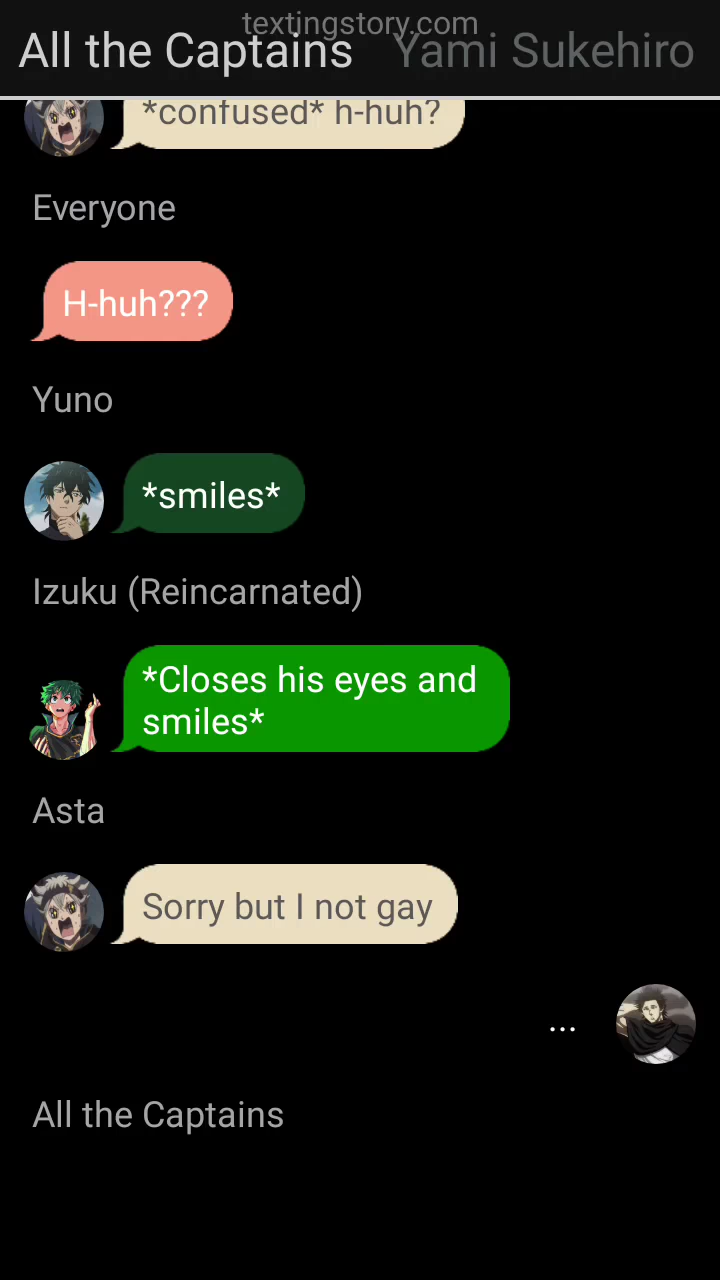 textingstory.com
All the Captains Yami Sukehiro
*confused* h-huh?
Everyone
H-huh???
Yuno
*smiles*
Izuku (Reincarnated)
*Closes his eyes and
smiles*
Asta
Sorry but I not gay
...
All the Captains